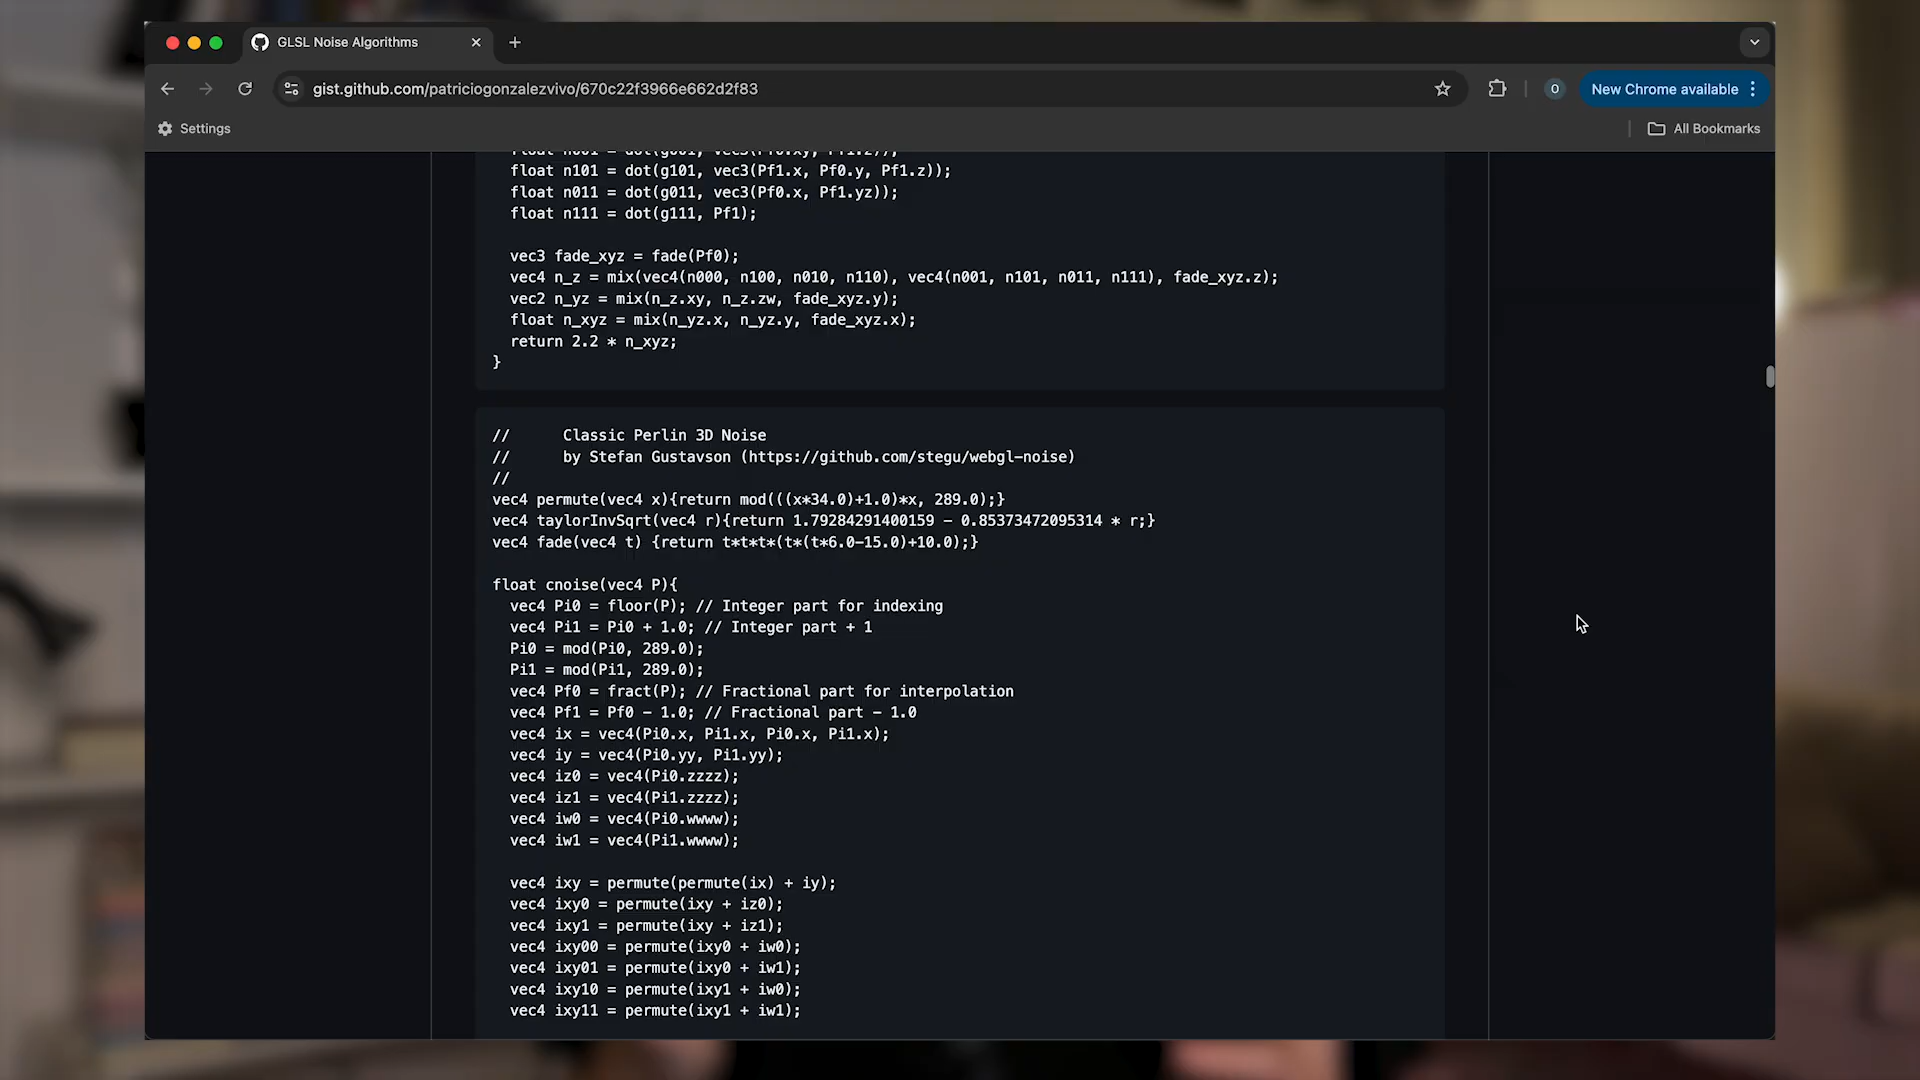 GLSL Noise Algorithms
gist.github.com/patriciogonzalezvivo/670c22f3966e662d2f83
O
New Chrome available
Settings
All Bookmarks
float n001 = dot(g001, vec3(Pf0.xy, Pf1.z));
float n101 = dot(g101, vec3(Pf1.x, Pf0.y, Pf1.z));
float n011 = dot(g011, vec3(Pf0.x, Pf1.yz));
float n111 = dot(g111, Pf1);
vec3 fade_xyz = fade(Pf0);
vec4 n_z = mix(vec4(n000, n100, n010, n110), vec4(n001, n101, n011, n111), fade_xyz.z);
vec2 n_yz = mix(n_z.xy, n_z.zw, fade_xyz.y);
float n_xyz = mix(n_yz.x, n_yz.y, fade_xyz.x);
return 2.2 * n_xyz;
}
// Classic Perlin 3D Noise
// by Stefan Gustavson (https://github.com/stegu/webgl-noise)
//
vec4 permute(vec4 x){return mod(((x*34.0)+1.0)*x, 289.0);}
vec4 taylorInvSqrt(vec4 r){return 1.79284291400159 - 0.85373472095314 * r;}
vec4 fade(vec4 t) {return t*t*t*(t*(t*6.0-15.0)+10.0);}
float cnoise(vec4 P){
vec4 Pi0 = floor(P); // Integer part for indexing
vec4 Pi1 = Pi0 + 1.0; // Integer part + 1
Pi0 = mod(Pi0, 289.0);
Pi1 = mod(Pi1, 289.0);
vec4 Pf0 = fract(P); // Fractional part for interpolation
vec4 Pf1 = Pf0 - 1.0; // Fractional part - 1.0
vec4 ix = vec4(Pi0.x, Pi1.x, Pi0.x, Pi1.x);
vec4 iy = vec4(Pi0.yy, Pi1.yy);
vec4 iz0 = vec4(Pi0.zzzz);
vec4 iz1 = vec4(Pi1.zzzz);
vec4 iw0 = vec4(Pi0.wwww);
vec4 iw1 = vec4(Pi1.wwww);
vec4 ixy = permute(permute(ix) + iy);
vec4 ixy0 = permute(ixy + iz0);
vec4 ixy1 = permute(ixy + iz1);
vec4 ixy00 = permute(ixy0 + iw0);
vec4 ixy01 = permute(ixy0 + iw1);
vec4 ixy10 = permute(ixy1 + iw0);
vec4 ixy11 = permute(ixy1 + iw1);